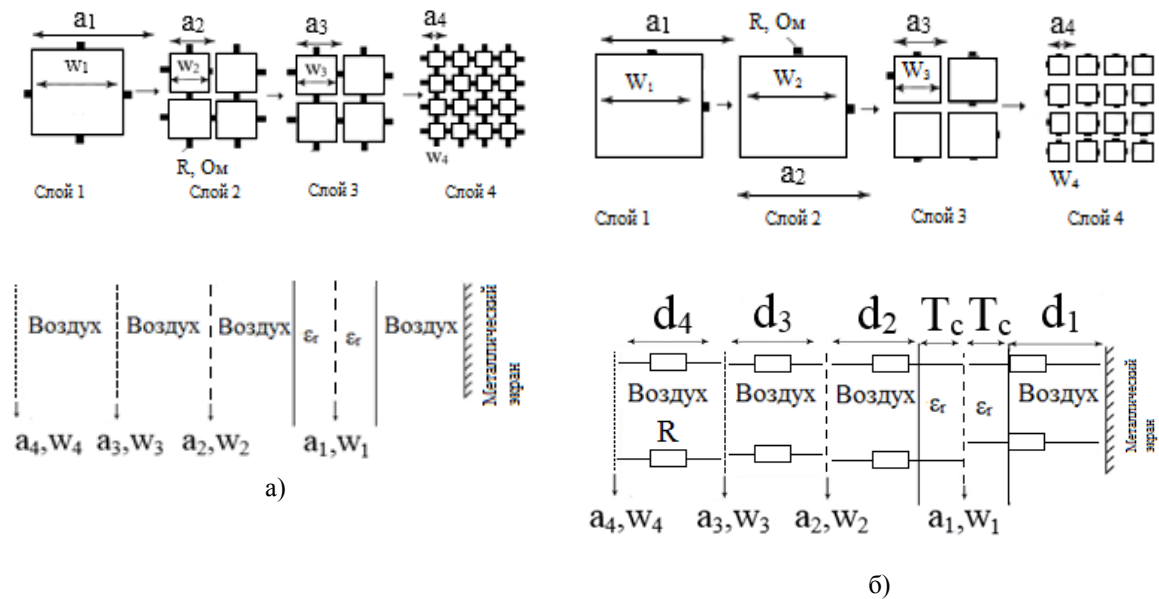 a₁ a₂ a₃ a₄
w₁ w₂ w₃
R, Ом w₄
Слой 1 Слой 2 Слой 3 Слой 4
Воздух Воздух Воздух εᵣ εᵣ Воздух
Металлический
экран
a₄,w₄ a₃,w₃ a₂,w₂ a₁,w₁
а)
a₁ R, Ом a₃ a₄
W₁ W₂ W₃
W₄
a₂
Слой 1 Слой 2 Слой 3 Слой 4
d₄ d₃ d₂ T_c T_c d₁
Воздух Воздух Воздух εᵣ εᵣ Воздух
R
Металлический
экран
a₄,w₄ a₃,w₃ a₂,w₂ a₁,w₁
б)